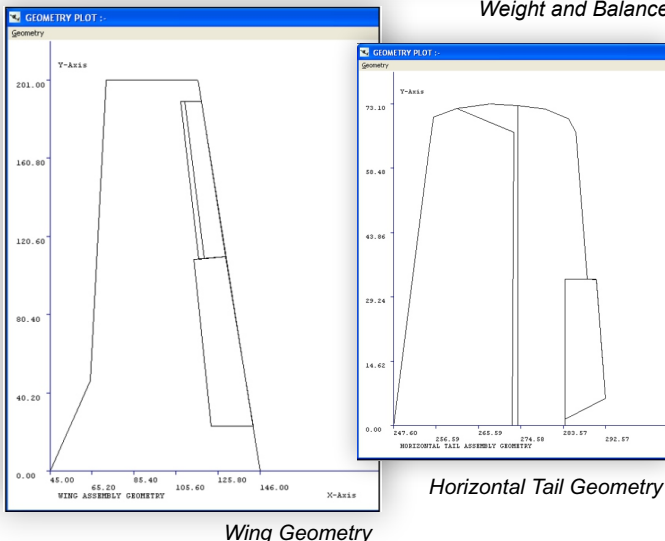 Weight and Balance
GEOMETRY PLOT :-
Geometry
Y-Axis
201.00
160.80
120.60
80.40
40.20
0.00
45.00
65.20
85.40
105.60
125.80
146.00
WING ASSEMBLY GEOMETRY
X-Axis
Wing Geometry
GEOMETRY PLOT :-
Geometry
Y-Axis
73.10
58.48
43.86
29.24
14.62
0.00
247.60
256.59
265.59
274.58
283.57
292.57
HORIZONTAL TAIL ASSEMBLY GEOMETRY
Horizontal Tail Geometry